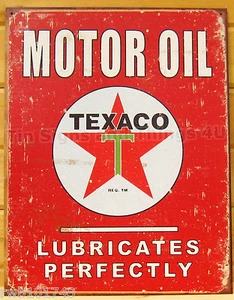 MOTOR OIL
TEXACO
T
REG. TM
LUBRICATES
PERFECTLY